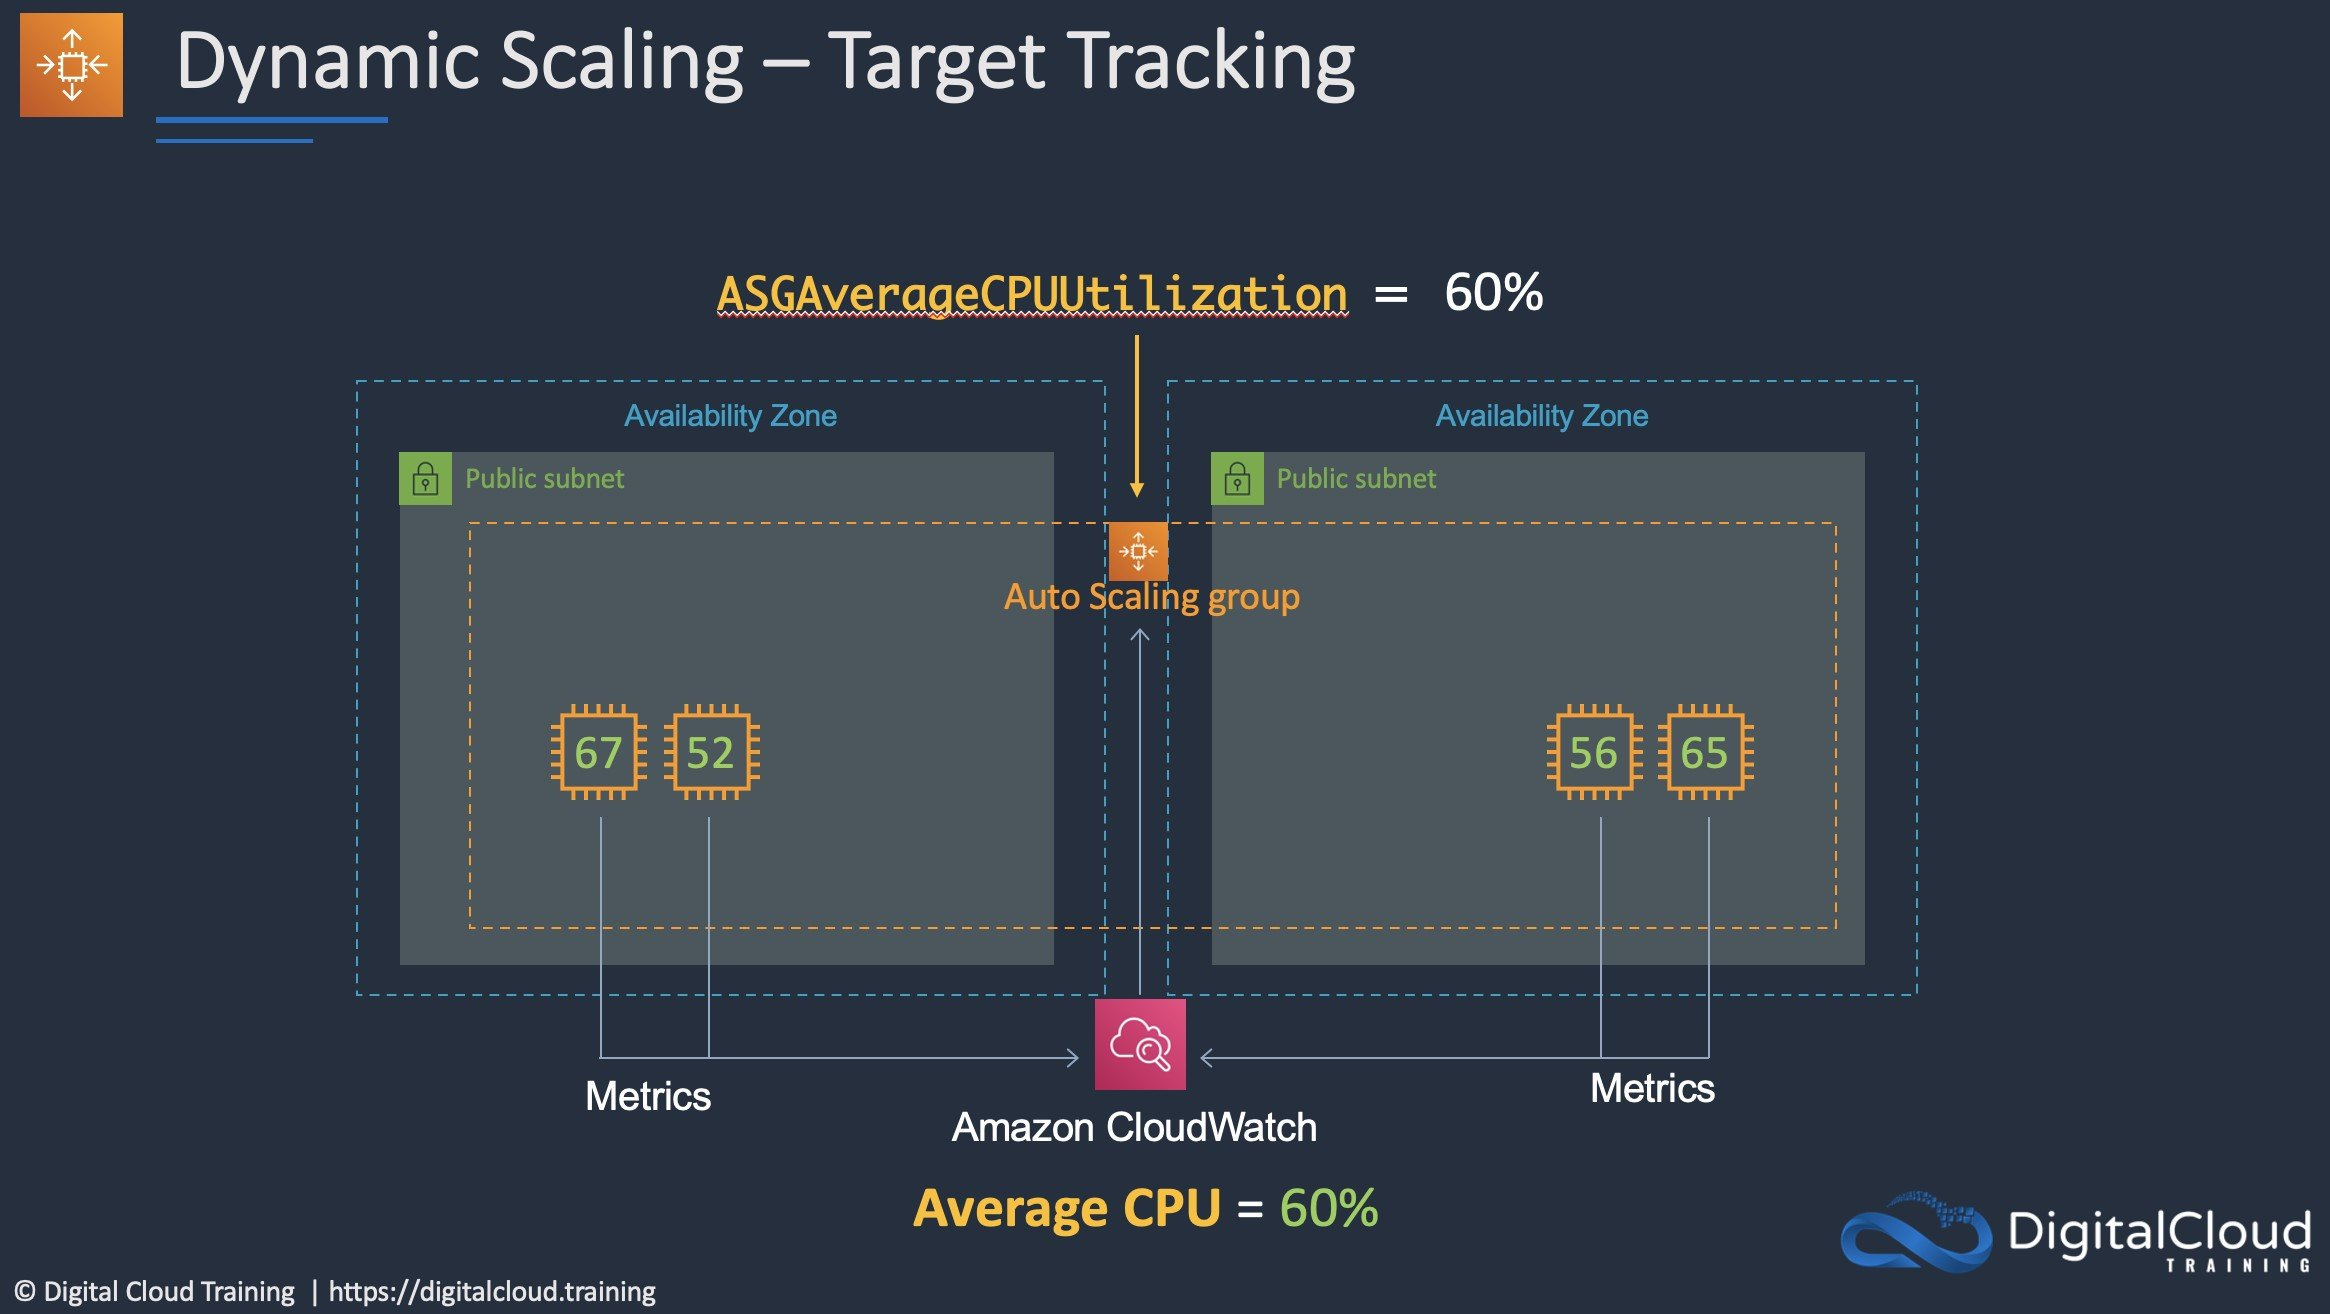 Dynamic Scaling – Target Tracking
ASGAverageCPUUtilization = 60%
Availability Zone
Availability Zone
Public subnet
Public subnet
Auto Scaling group
67 52
56 65
Metrics
Metrics
Amazon CloudWatch
Average CPU = 60%
DigitalCloud
TRAINING
© Digital Cloud Training | https://digitalcloud.training